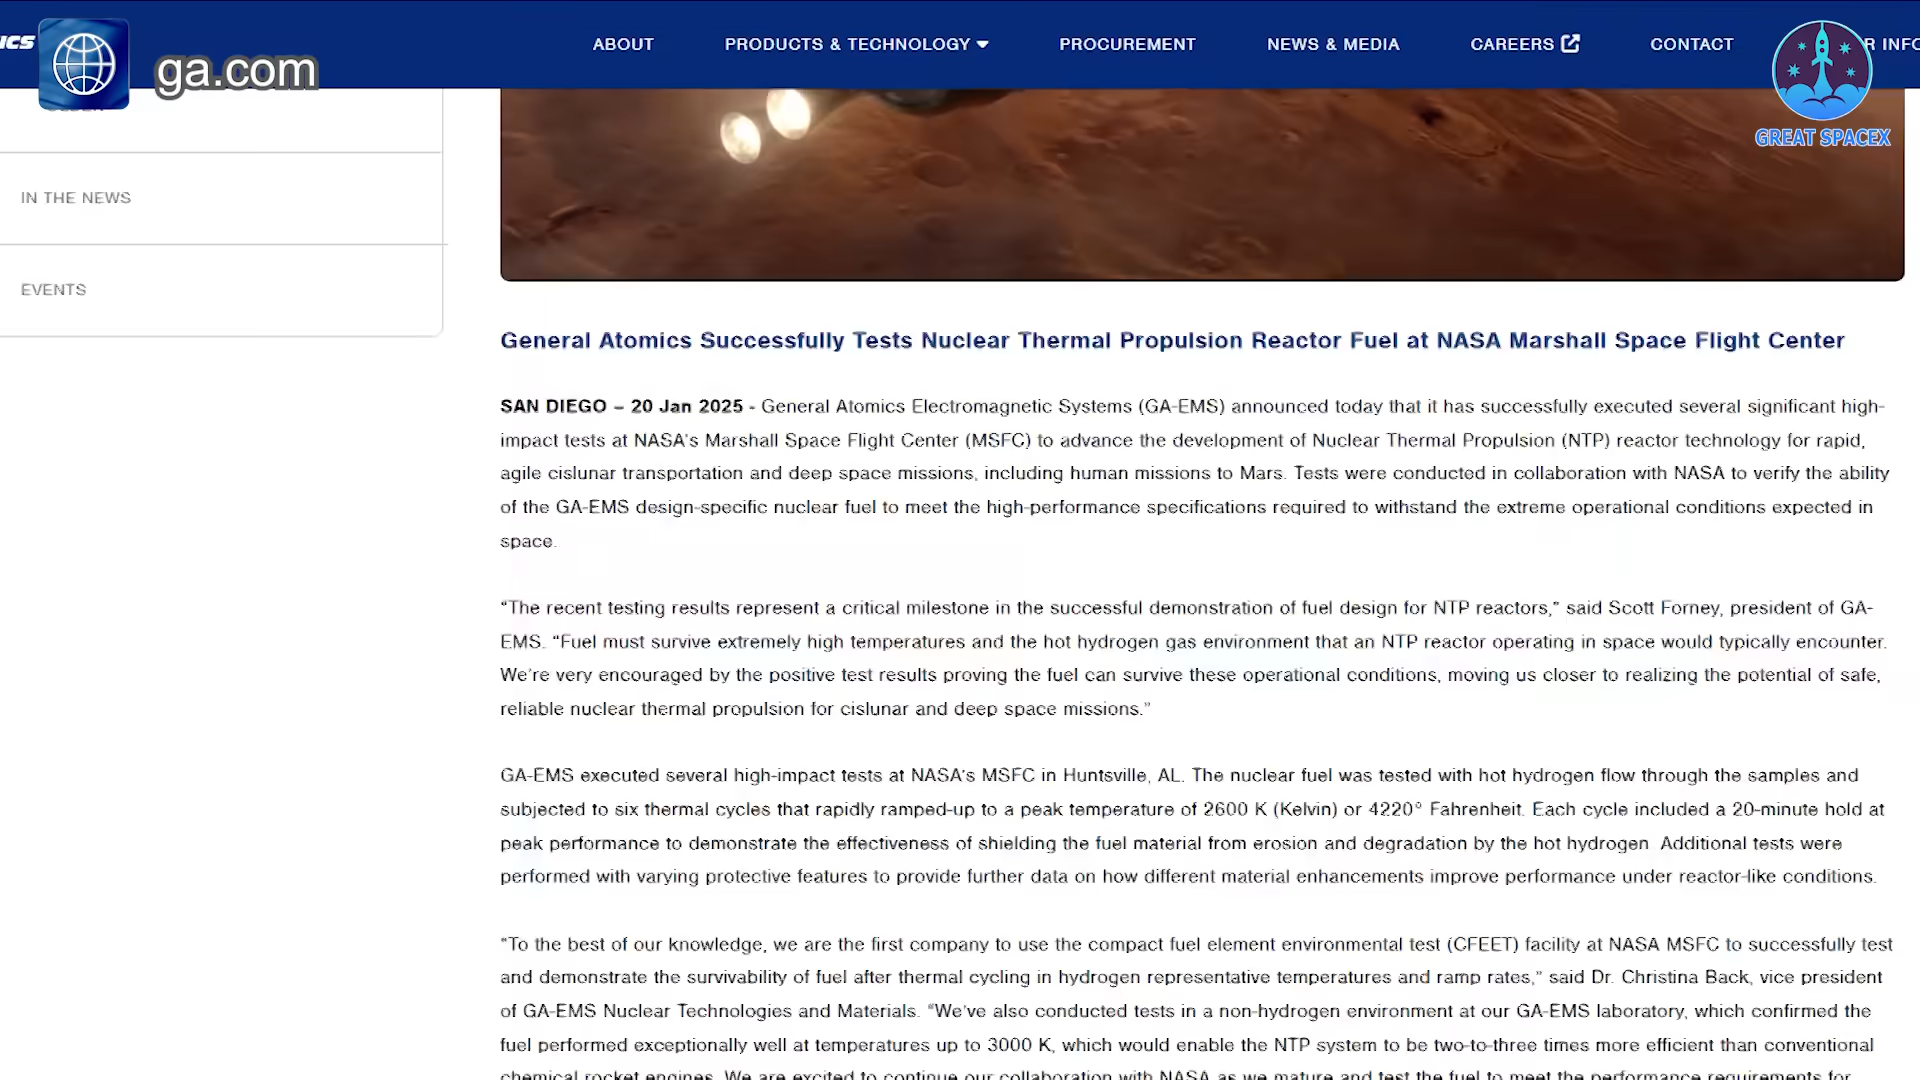 ICS
ga.com
ABOUT
PRODUCTS & TECHNOLOGY
PROCUREMENT
NEWS & MEDIA
CAREERS
CONTACT
R INFO
GREAT SPACEX
IN THE NEWS
EVENTS
General Atomics Successfully Tests Nuclear Thermal Propulsion Reactor Fuel at NASA Marshall Space Flight Center
SAN DIEGO – 20 Jan 2025 - General Atomics Electromagnetic Systems (GA-EMS) announced today that it has successfully executed several significant high-
impact tests at NASA's Marshall Space Flight Center (MSFC) to advance the development of Nuclear Thermal Propulsion (NTP) reactor technology for rapid,
agile cislunar transportation and deep space missions, including human missions to Mars. Tests were conducted in collaboration with NASA to verify the ability
of the GA-EMS design-specific nuclear fuel to meet the high-performance specifications required to withstand the extreme operational conditions expected in
space.
“The recent testing results represent a critical milestone in the successful demonstration of fuel design for NTP reactors,” said Scott Forney, president of GA-
EMS. “Fuel must survive extremely high temperatures and the hot hydrogen gas environment that an NTP reactor operating in space would typically encounter.
We’re very encouraged by the positive test results proving the fuel can survive these operational conditions, moving us closer to realizing the potential of safe,
reliable nuclear thermal propulsion for cislunar and deep space missions.”
GA-EMS executed several high-impact tests at NASA’s MSFC in Huntsville, AL. The nuclear fuel was tested with hot hydrogen flow through the samples and
subjected to six thermal cycles that rapidly ramped-up to a peak temperature of 2600 K (Kelvin) or 4220° Fahrenheit. Each cycle included a 20-minute hold at
peak performance to demonstrate the effectiveness of shielding the fuel material from erosion and degradation by the hot hydrogen. Additional tests were
performed with varying protective features to provide further data on how different material enhancements improve performance under reactor-like conditions.
“To the best of our knowledge, we are the first company to use the compact fuel element environmental test (CFEET) facility at NASA MSFC to successfully test
and demonstrate the survivability of fuel after thermal cycling in hydrogen representative temperatures and ramp rates,” said Dr. Christina Back, vice president
of GA-EMS Nuclear Technologies and Materials. “We’ve also conducted tests in a non-hydrogen environment at our GA-EMS laboratory, which confirmed the
fuel performed exceptionally well at temperatures up to 3000 K, which would enable the NTP system to be two-to-three times more efficient than conventional
chemical rocket engines. We are excited to continue our collaboration with NASA as we mature and test the fuel to meet the performance requirements for